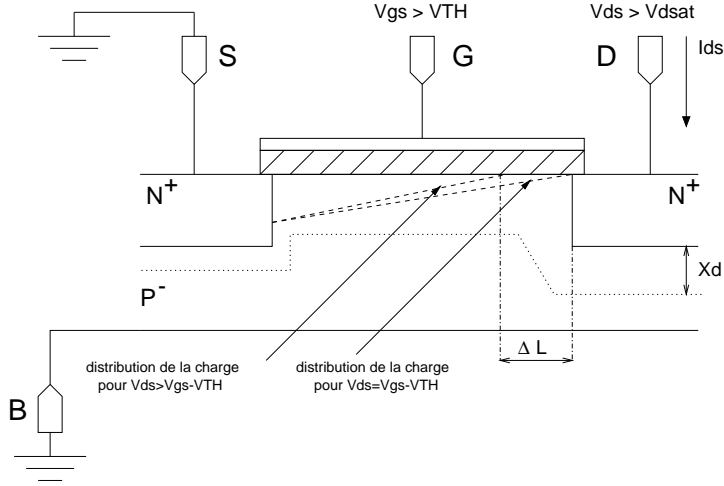 Vgs > VTH
Vds > Vdsat
S
G
D
Ids
N+
N+
P-
Xd
Δ L
distribution de la charge
pour Vds>Vgs-VTH
distribution de la charge
pour Vds=Vgs-VTH
B